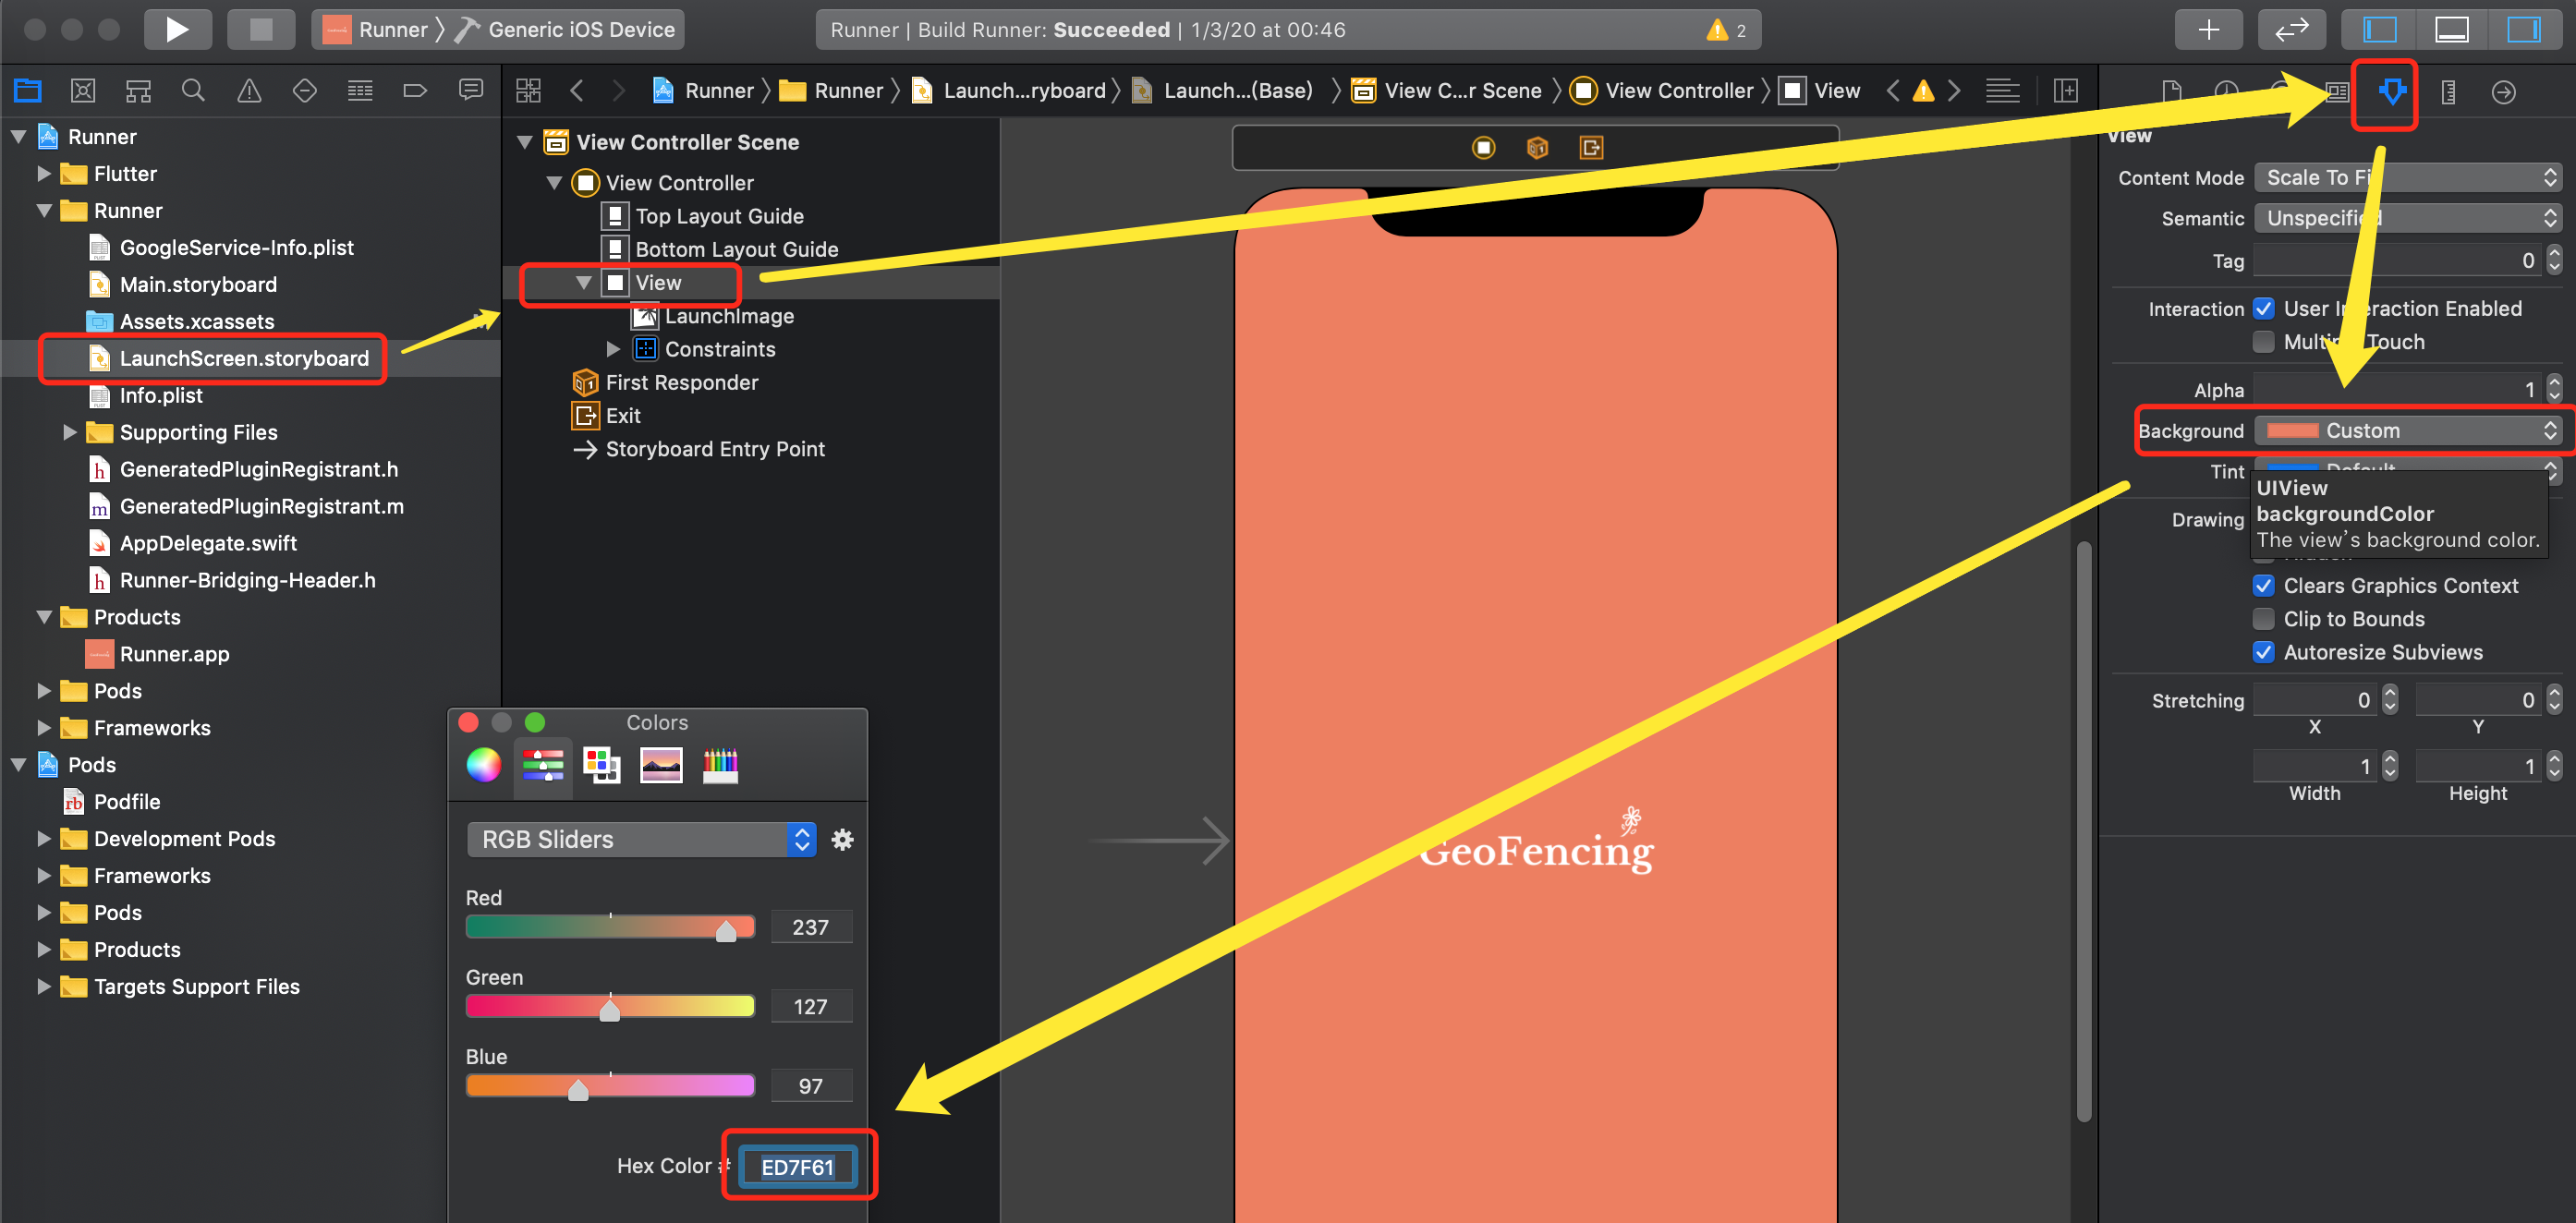 Runner
Generic iOS Device
Runner | Build Runner: Succeeded | 1/3/20 at 00:46
2
Runner
Runner
Launch...ryboard
Launch...(Base)
View C...r Scene
View Controller
View
Runner
Flutter
Runner
GoogleService-Info.plist
Main.storyboard
Assets.xcassets
LaunchScreen.storyboard
Info.plist
Supporting Files
GeneratedPluginRegistrant.h
GeneratedPluginRegistrant.m
AppDelegate.swift
Runner-Bridging-Header.h
Products
Runner.app
Pods
Frameworks
Pods
Podfile
Development Pods
Frameworks
Pods
Products
Targets Support Files
View Controller Scene
View Controller
Top Layout Guide
Bottom Layout Guide
View
LaunchImage
Constraints
First Responder
Exit
Storyboard Entry Point
GeoFencing
Colors
RGB Sliders
Red
237
Green
127
Blue
97
Hex Color #
ED7F61
View
Content Mode
Scale To Fi
Semantic
Unspecified
Tag
0
Interaction
User Interaction Enabled
Touch
Alpha
1
Background
Custom
Tint
Default
UIView
backgroundColor
The view's background color.
Drawing
Clears Graphics Context
Clip to Bounds
Autoresize Subviews
Stretching
0
0
X
Y
1
1
Width
Height